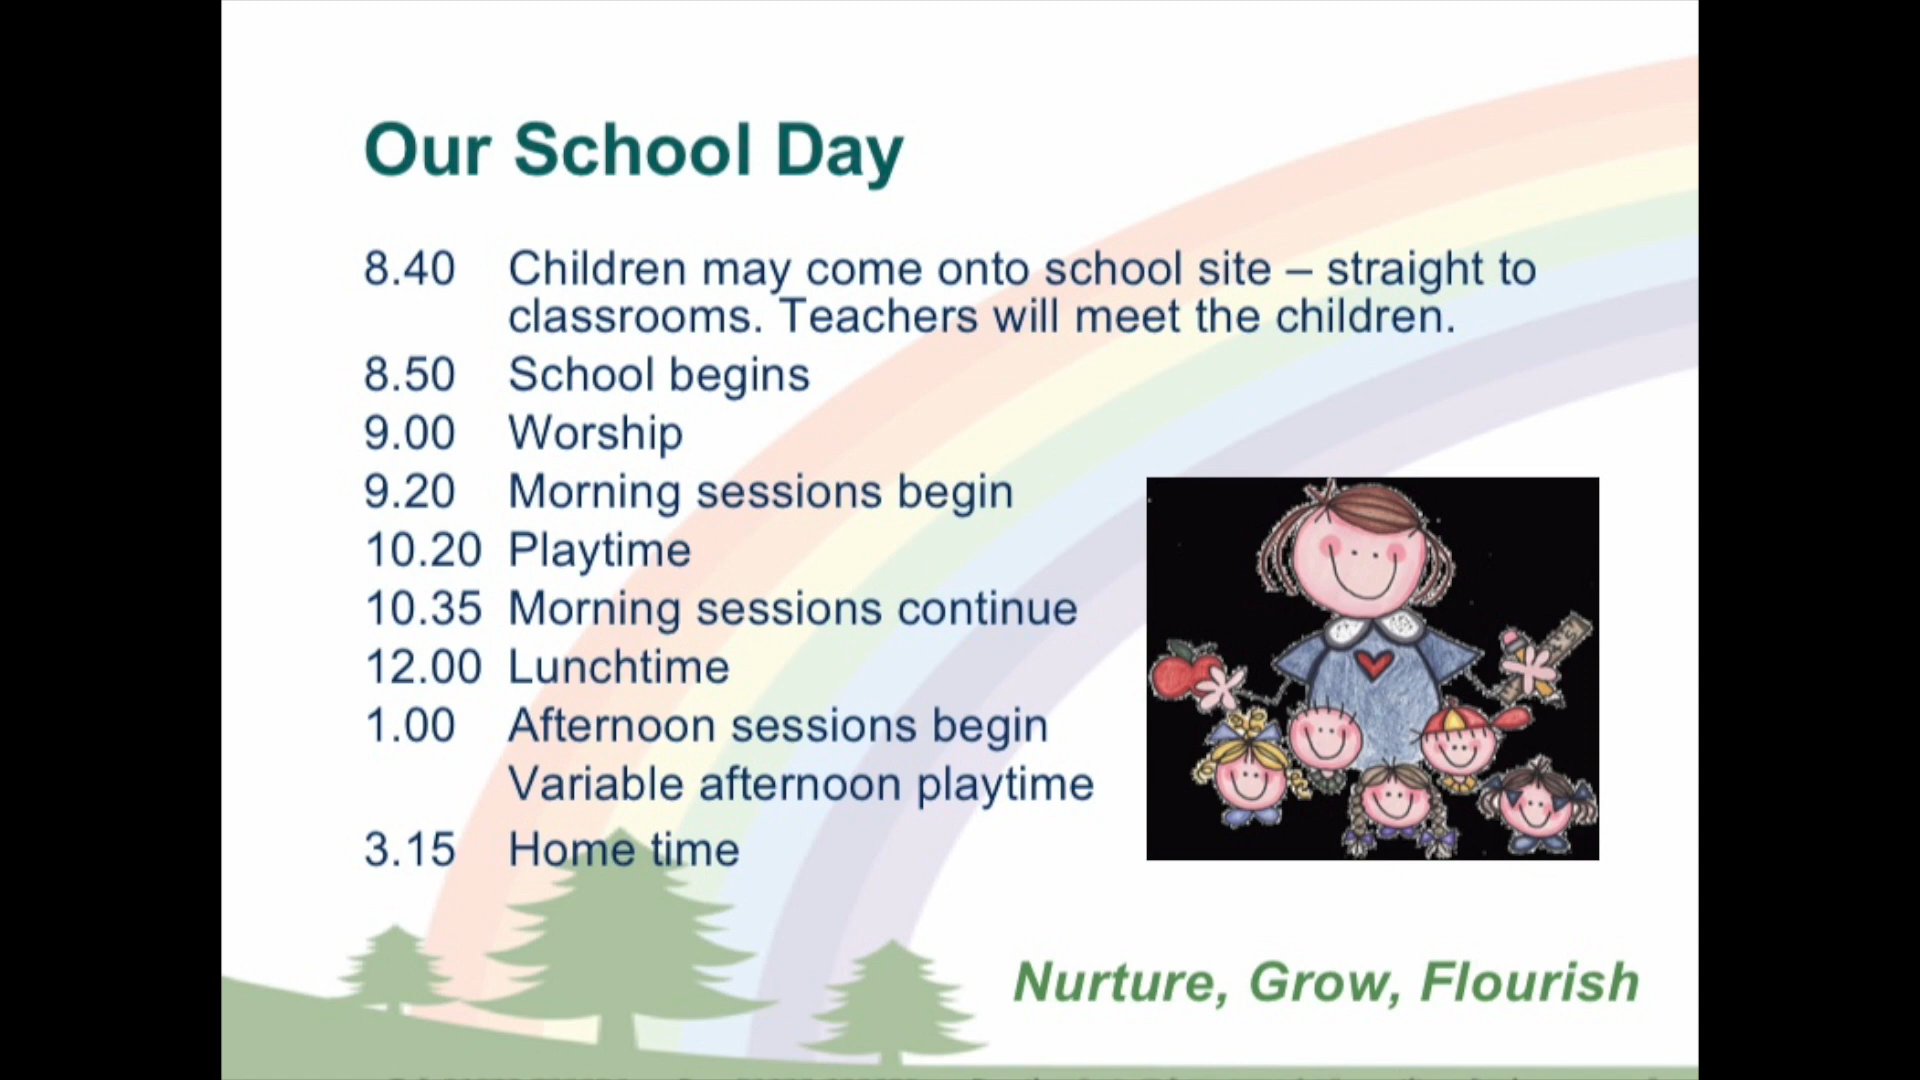 Our School Day
8.40 Children may come onto school site – straight to
classrooms. Teachers will meet the children.
8.50 School begins
9.00 Worship
9.20 Morning sessions begin
10.20 Playtime
10.35 Morning sessions continue
12.00 Lunchtime
1.00 Afternoon sessions begin
Variable afternoon playtime
3.15 Home time
Nurture, Grow, Flourish